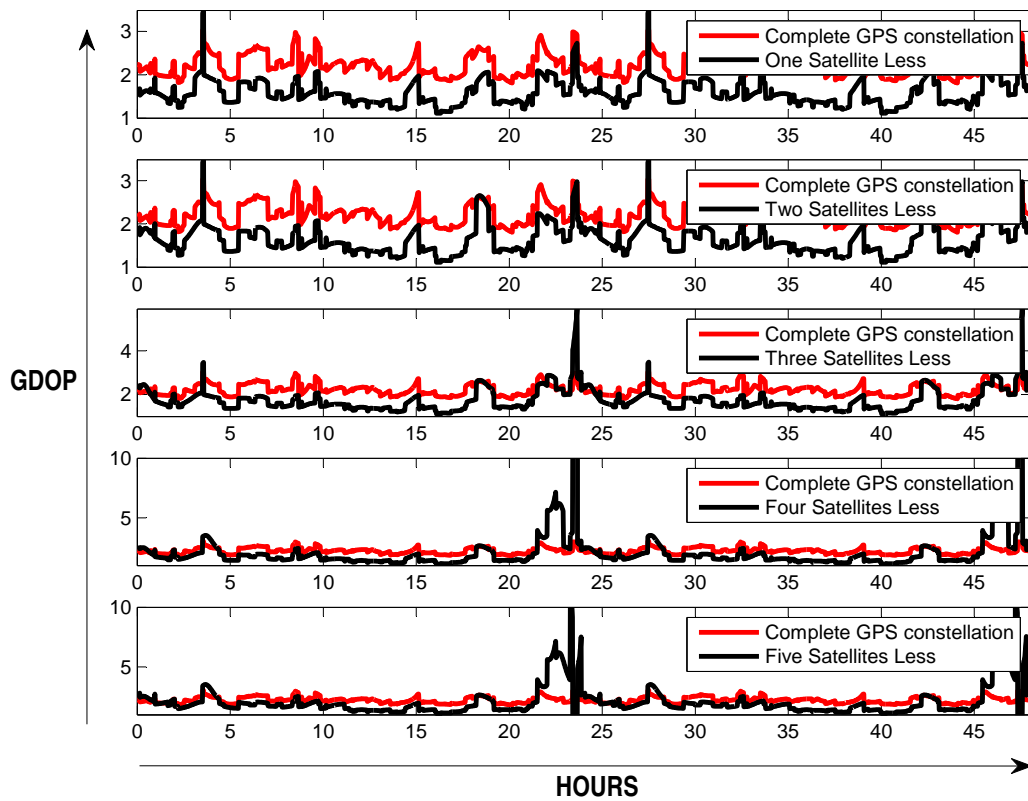 3
2
1
Complete GPS constellation
One Satellite Less
0 5 10 15 20 25 30 35 40 45
3
2
1
Complete GPS constellation
Two Satellites Less
0 5 10 15 20 25 30 35 40 45
4
2
Complete GPS constellation
Three Satellites Less
0 5 10 15 20 25 30 35 40 45
GDOP
10
5
Complete GPS constellation
Four Satellites Less
0 5 10 15 20 25 30 35 40 45
10
5
Complete GPS constellation
Five Satellites Less
0 5 10 15 20 25 30 35 40 45
HOURS